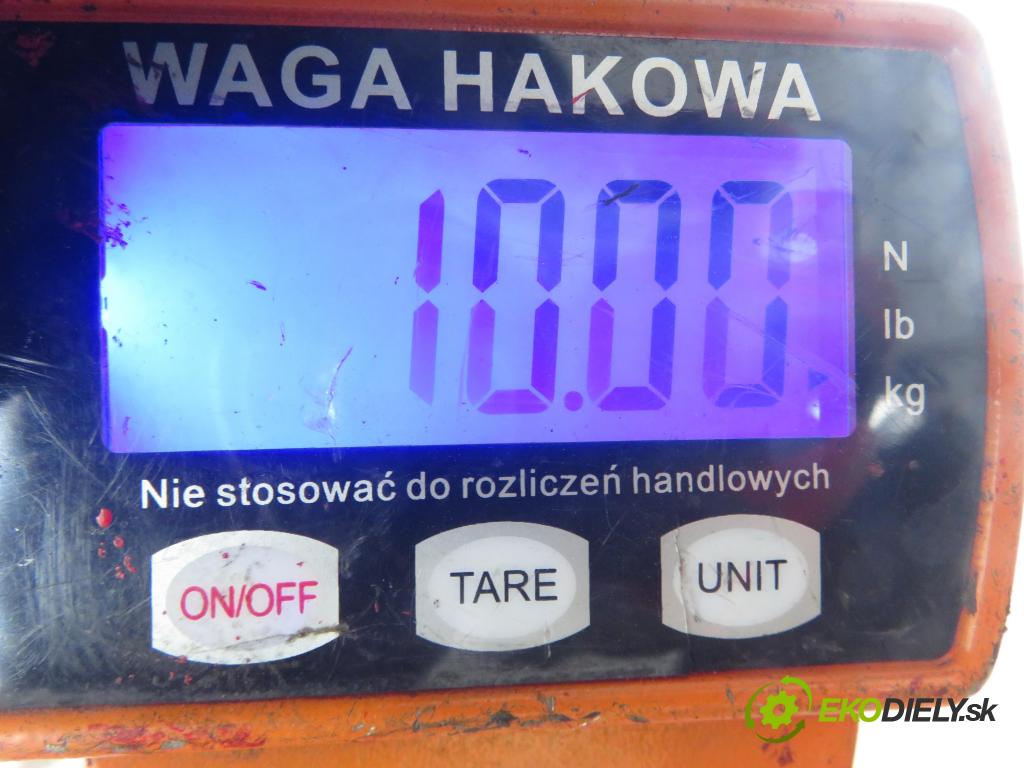 WAGA HAKOWA
10.00
N
lb
kg
Nie stosować do rozliczeń handlowych
ON/OFF TARE UNIT
EKODIELY.sk